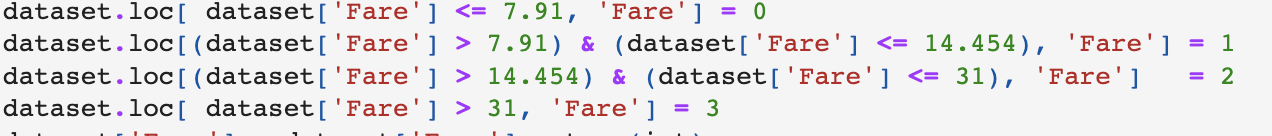 dataset.loc[ dataset['Fare'] <= 7.91, 'Fare'] = 0
dataset.loc[(dataset['Fare'] > 7.91) & (dataset['Fare'] <= 14.454), 'Fare'] = 1
dataset.loc[(dataset['Fare'] > 14.454) & (dataset['Fare'] <= 31), 'Fare']   = 2
dataset.loc[ dataset['Fare'] > 31, 'Fare'] = 3